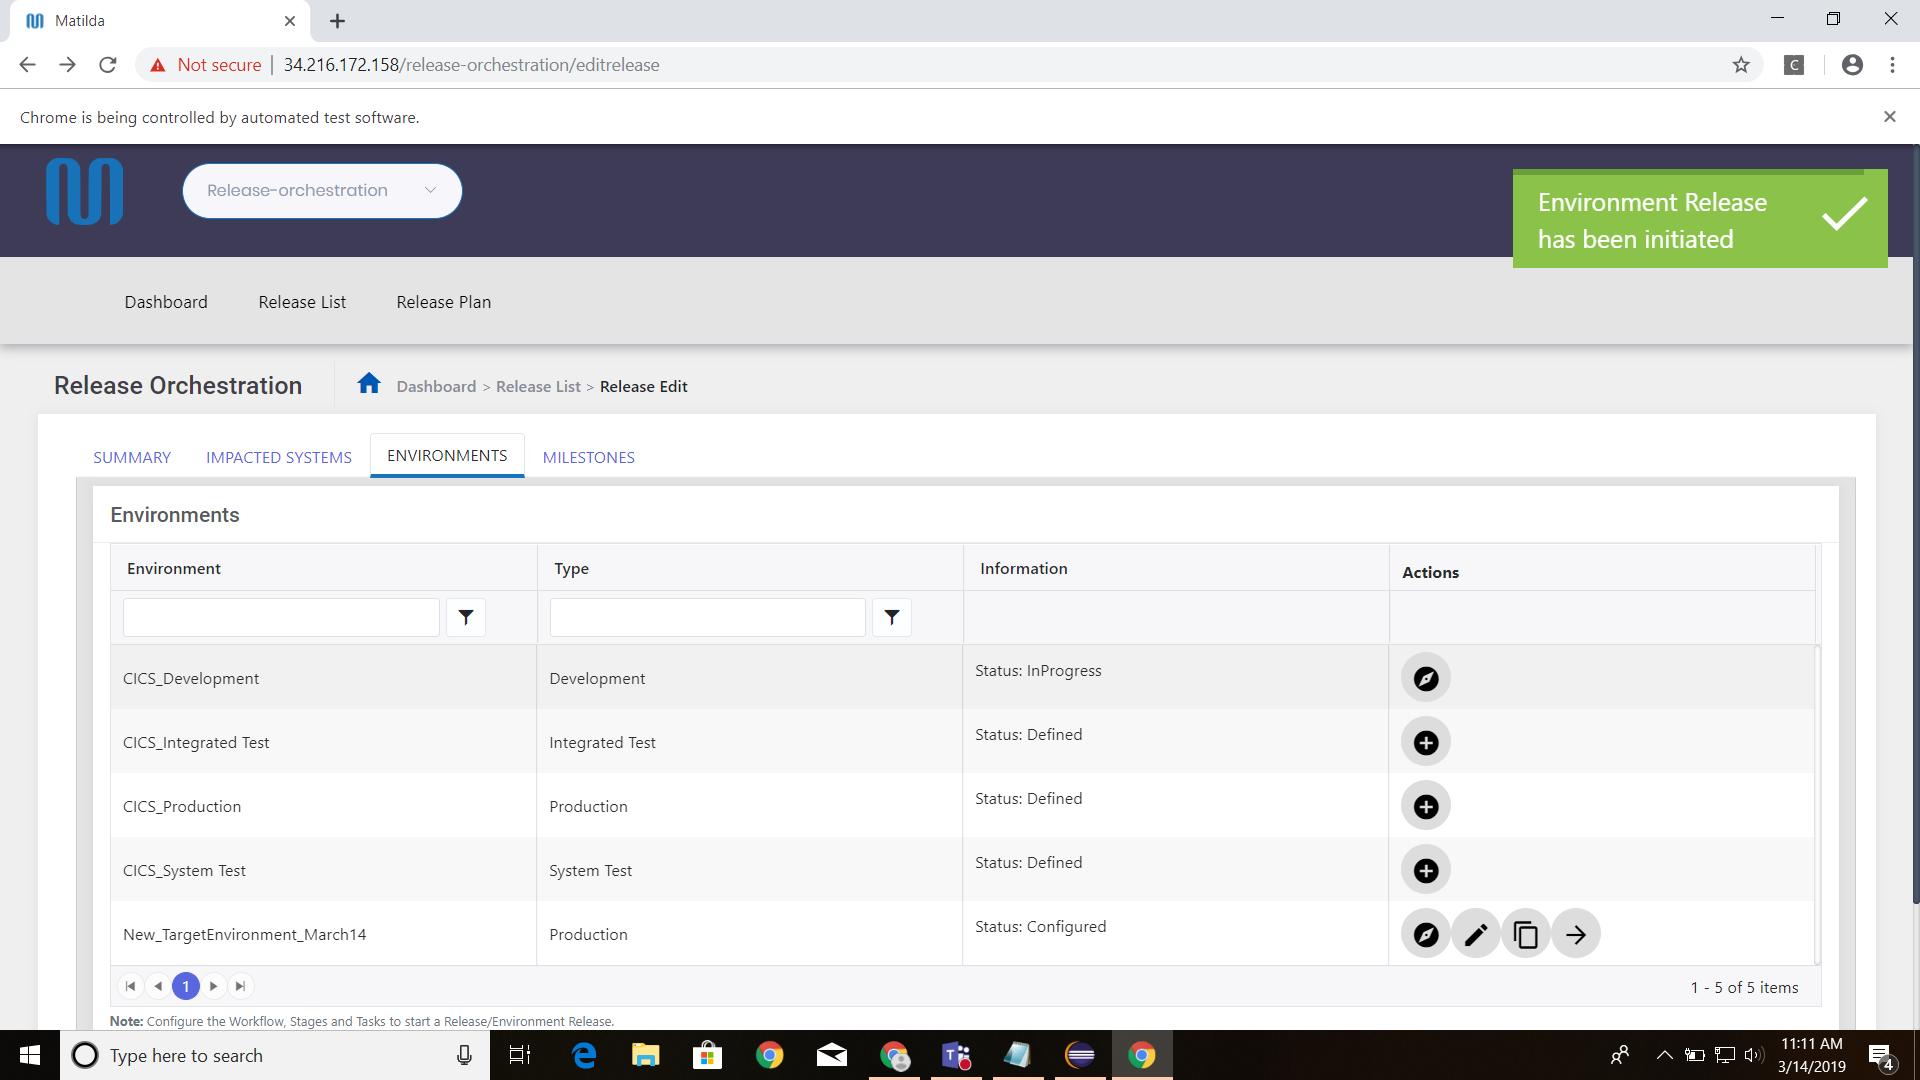 Matilda
Not secure
34.216.172.158/release-orchestration/editrelease
C
Chrome is being controlled by automated test software.
Release-orchestration
Environment Release
has been initiated
Dashboard
Release List
Release Plan
Release Orchestration
Dashboard > Release List > Release Edit
SUMMARY
IMPACTED SYSTEMS
ENVIRONMENTS
MILESTONES
Environments
Environment
Type
Information
Actions
CICS_Development
Development
Status: InProgress
CICS_Integrated Test
Integrated Test
Status: Defined
CICS_Production
Production
Status: Defined
CICS_System Test
System Test
Status: Defined
New_TargetEnvironment_March14
Production
Status: Configured
1
1 - 5 of 5 items
Note: Configure the Workflow, Stages and Tasks to start a Release/Environment Release.
Type here to search
11:11 AM
3/14/2019
4